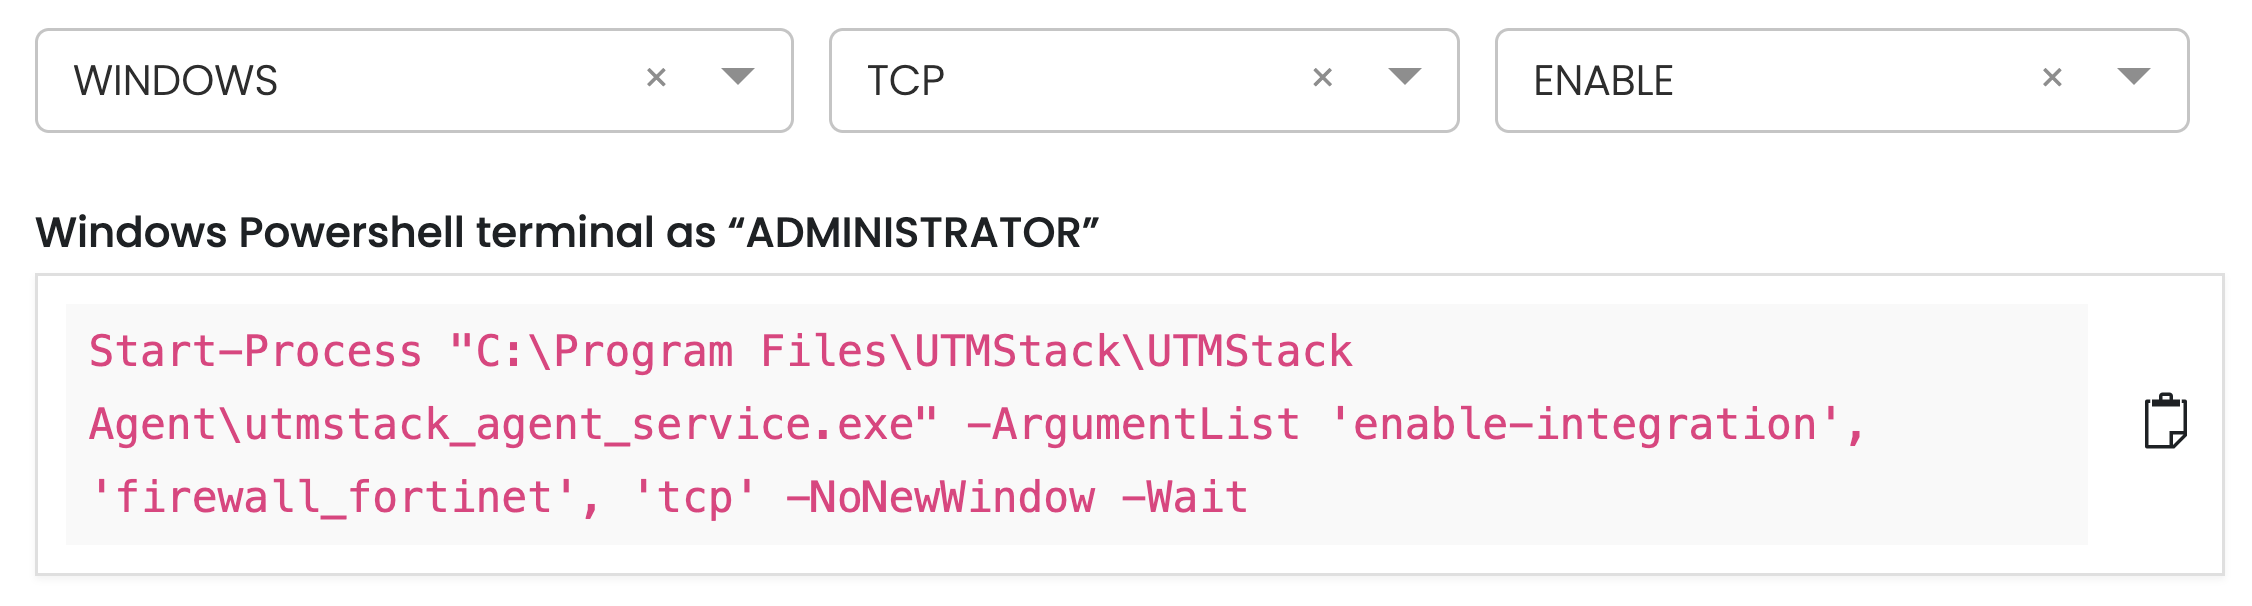 WINDOWS × TCP × ENABLE ×
Windows Powershell terminal as “ADMINISTRATOR”
Start-Process "C:\Program Files\UTMStack\UTMStack
Agent\utmstack_agent_service.exe" -ArgumentList 'enable-integration',
'firewall_fortinet', 'tcp' -NoNewWindow -Wait